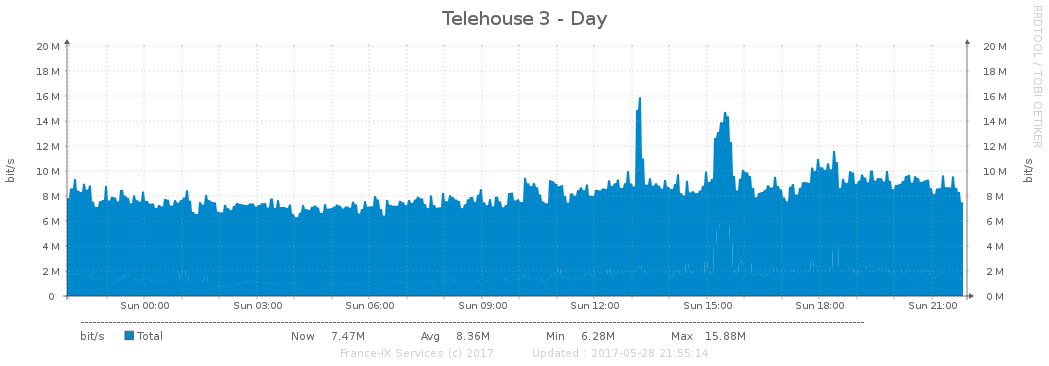 Telehouse 3 - Day
RRDTOOL / TOBI OETIKER
bit/s
20 M 20 M
18 M 18 M
16 M 16 M
14 M 14 M
12 M 12 M
10 M 10 M
8 M 8 M
6 M 6 M
4 M 4 M
2 M 2 M
0 0 M
bit/s
Sun 00:00 Sun 03:00 Sun 06:00 Sun 09:00 Sun 12:00 Sun 15:00 Sun 18:00 Sun 21:00
bit/s Total Now 7.47M Avg 8.36M Min 6.28M Max 15.88M
France-IX Services (c) 2017 Updated : 2017-05-28 21:55:14